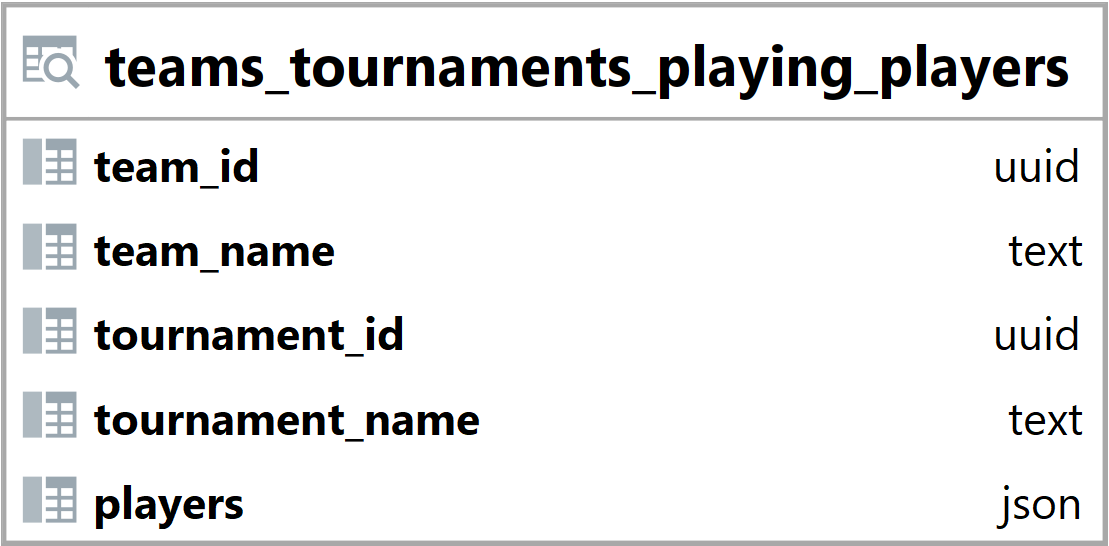 teams_tournaments_playing_players
team_id uuid
team_name text
tournament_id uuid
tournament_name text
players json